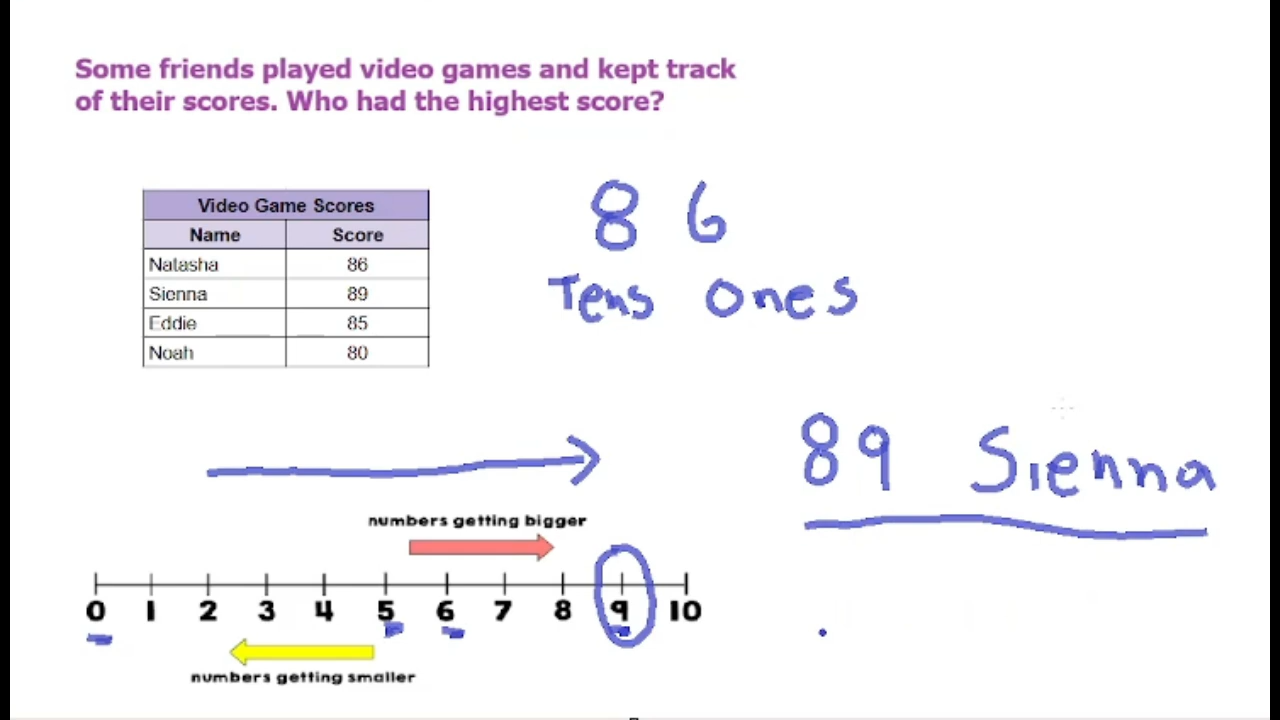 Some friends played video games and kept track
of their scores. Who had the highest score?
Video Game Scores
Name Score
Natasha 86
Sienna 89
Eddie 85
Noah 80
8 6
Tens Ones
89 Sienna
numbers getting bigger
0 1 2 3 4 5 6 7 8 9 10
numbers getting smaller